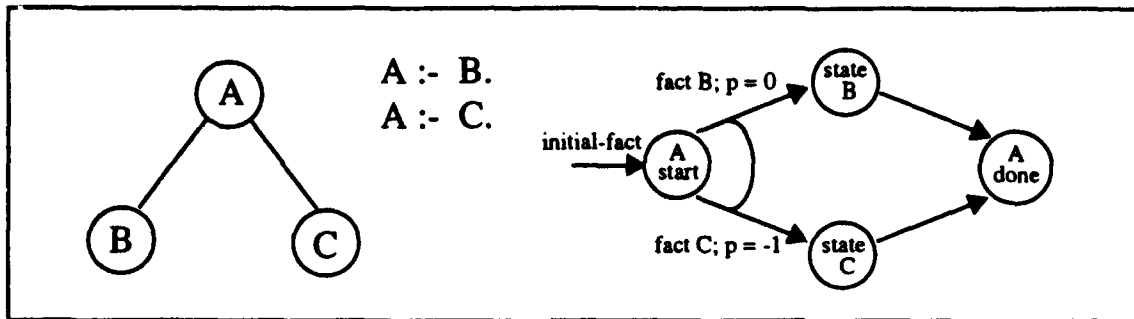 A
B
C
A :- B.
A :- C.
initial-fact
A
start
fact B; p = 0
state
B
fact C; p = -1
state
C
A
done